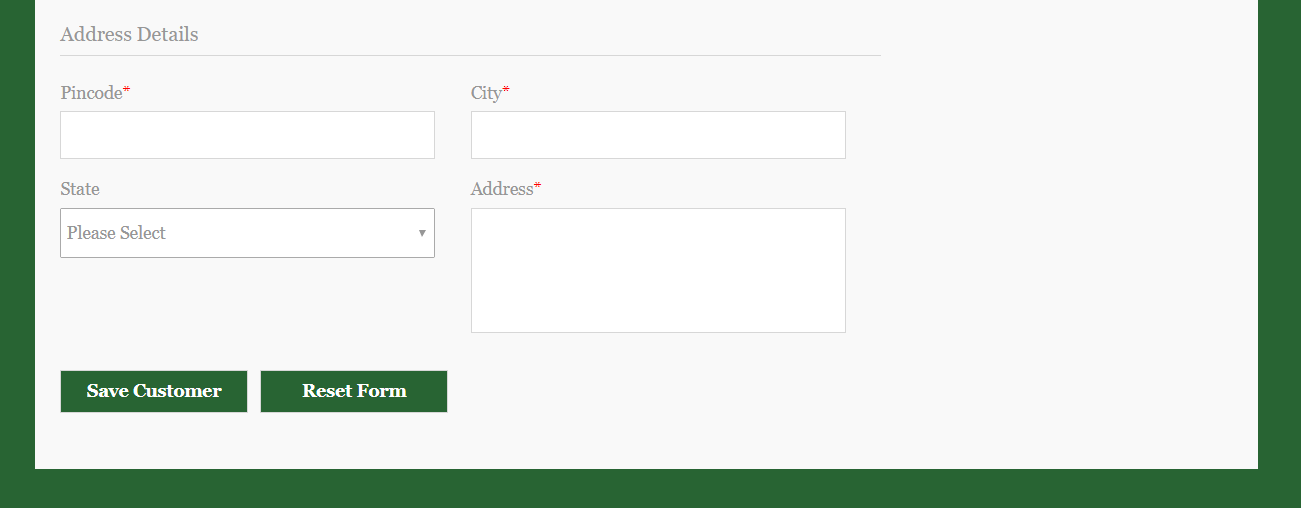 Address Details
Pincode*
City*
State
Address*
Please Select
Save Customer
Reset Form